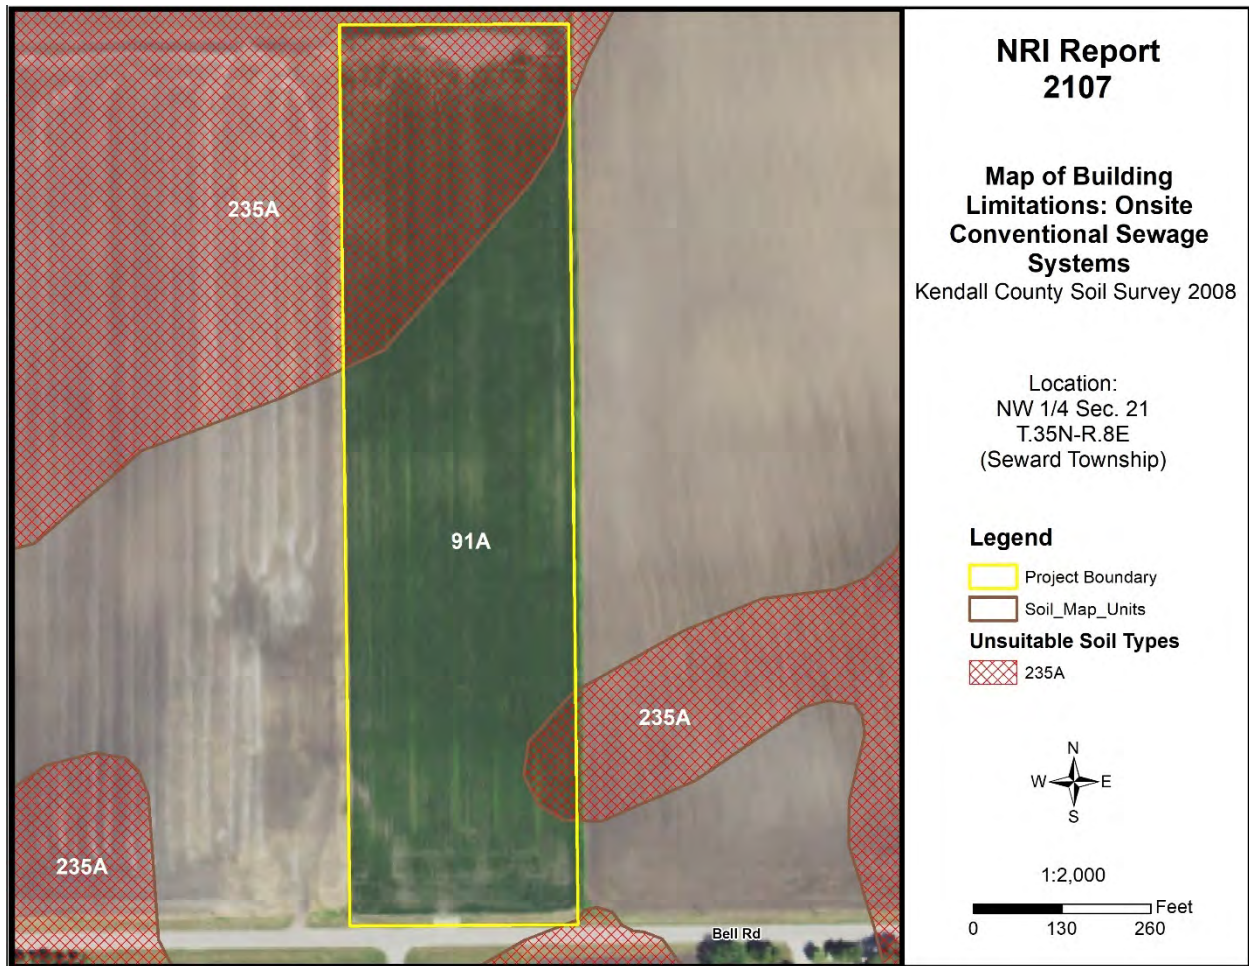 235A
91A
235A
235A
Bell Rd
NRI Report
2107
Map of Building
Limitations: Onsite
Conventional Sewage
Systems
Kendall County Soil Survey 2008
Location:
NW 1/4 Sec. 21
T.35N-R.8E
(Seward Township)
Legend
Project Boundary
Soil_Map_Units
Unsuitable Soil Types
235A
N
W E
S
1:2,000
Feet
0 130 260